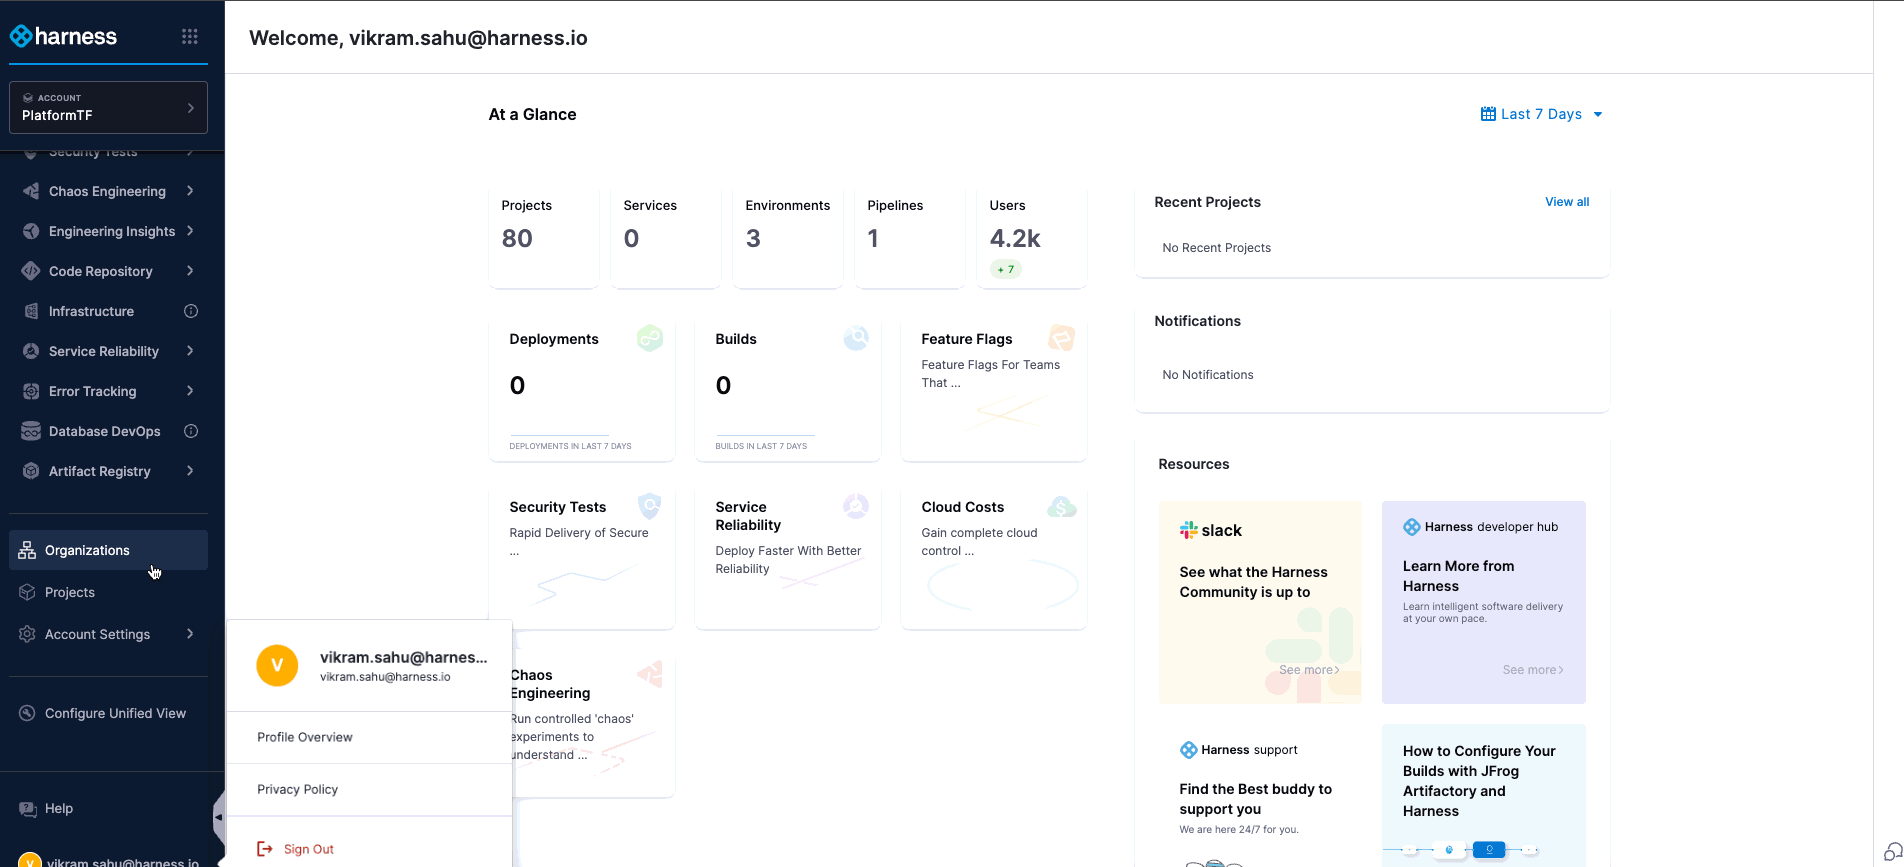 harness
ACCOUNT
PlatformTF
Security Tests
Chaos Engineering
Engineering Insights
Code Repository
Infrastructure
Service Reliability
Error Tracking
Database DevOps
Artifact Registry
Organizations
Projects
Account Settings
Configure Unified View
Help
vikram.sahu@harness.io
Welcome, vikram.sahu@harness.io
At a Glance
Last 7 Days
Projects
80
Services
0
Environments
3
Pipelines
1
Users
4.2k
+ 7
Deployments
0
DEPLOYMENTS IN LAST 7 DAYS
Builds
0
BUILDS IN LAST 7 DAYS
Feature Flags
Feature Flags For Teams
That ...
Security Tests
Rapid Delivery of Secure
...
Service
Reliability
Deploy Faster With Better
Reliability
Cloud Costs
Gain complete cloud
control ...
Chaos
Engineering
Run controlled 'chaos'
experiments to
understand ...
V
vikram.sahu@harnes...
vikram.sahu@harness.io
Profile Overview
Privacy Policy
Sign Out
Recent Projects
View all
No Recent Projects
Notifications
No Notifications
Resources
slack
See what the Harness
Community is up to
See more>
Harness developer hub
Learn More from
Harness
Learn intelligent software delivery
at your own pace.
See more>
Harness support
Find the Best buddy to
support you
We are here 24/7 for you.
How to Configure Your
Builds with JFrog
Artifactory and
Harness
V